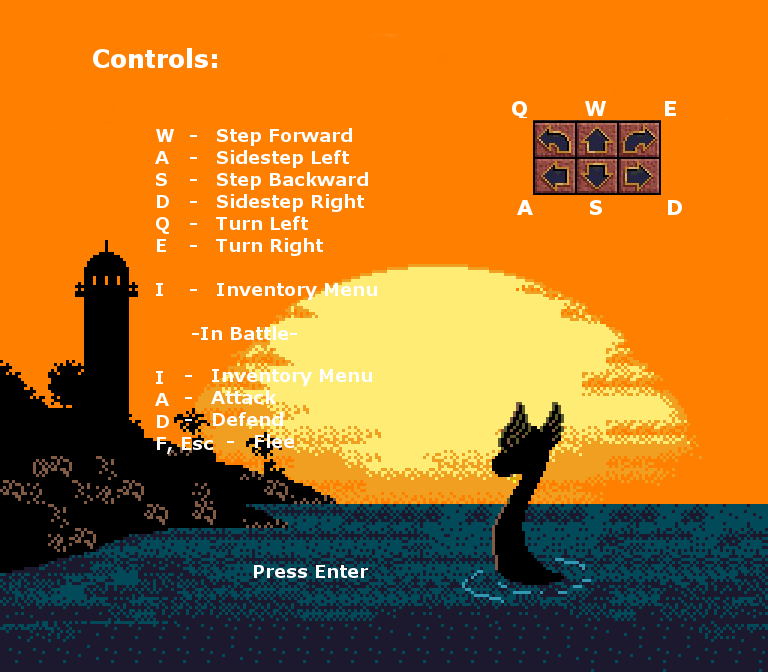 Controls:
Q W E
W - Step Forward
A - Sidestep Left
S - Step Backward
D - Sidestep Right
Q - Turn Left
E - Turn Right
A S D
I - Inventory Menu
-In Battle-
I - Inventory Menu
A - Attack
D - Defend
F, Esc - Flee
Press Enter